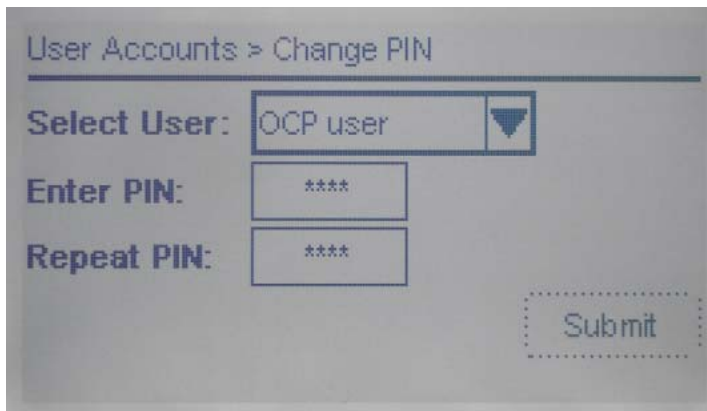 User Accounts > Change PIN
Select User: OCP user
Enter PIN: ****
Repeat PIN: ****
Submit